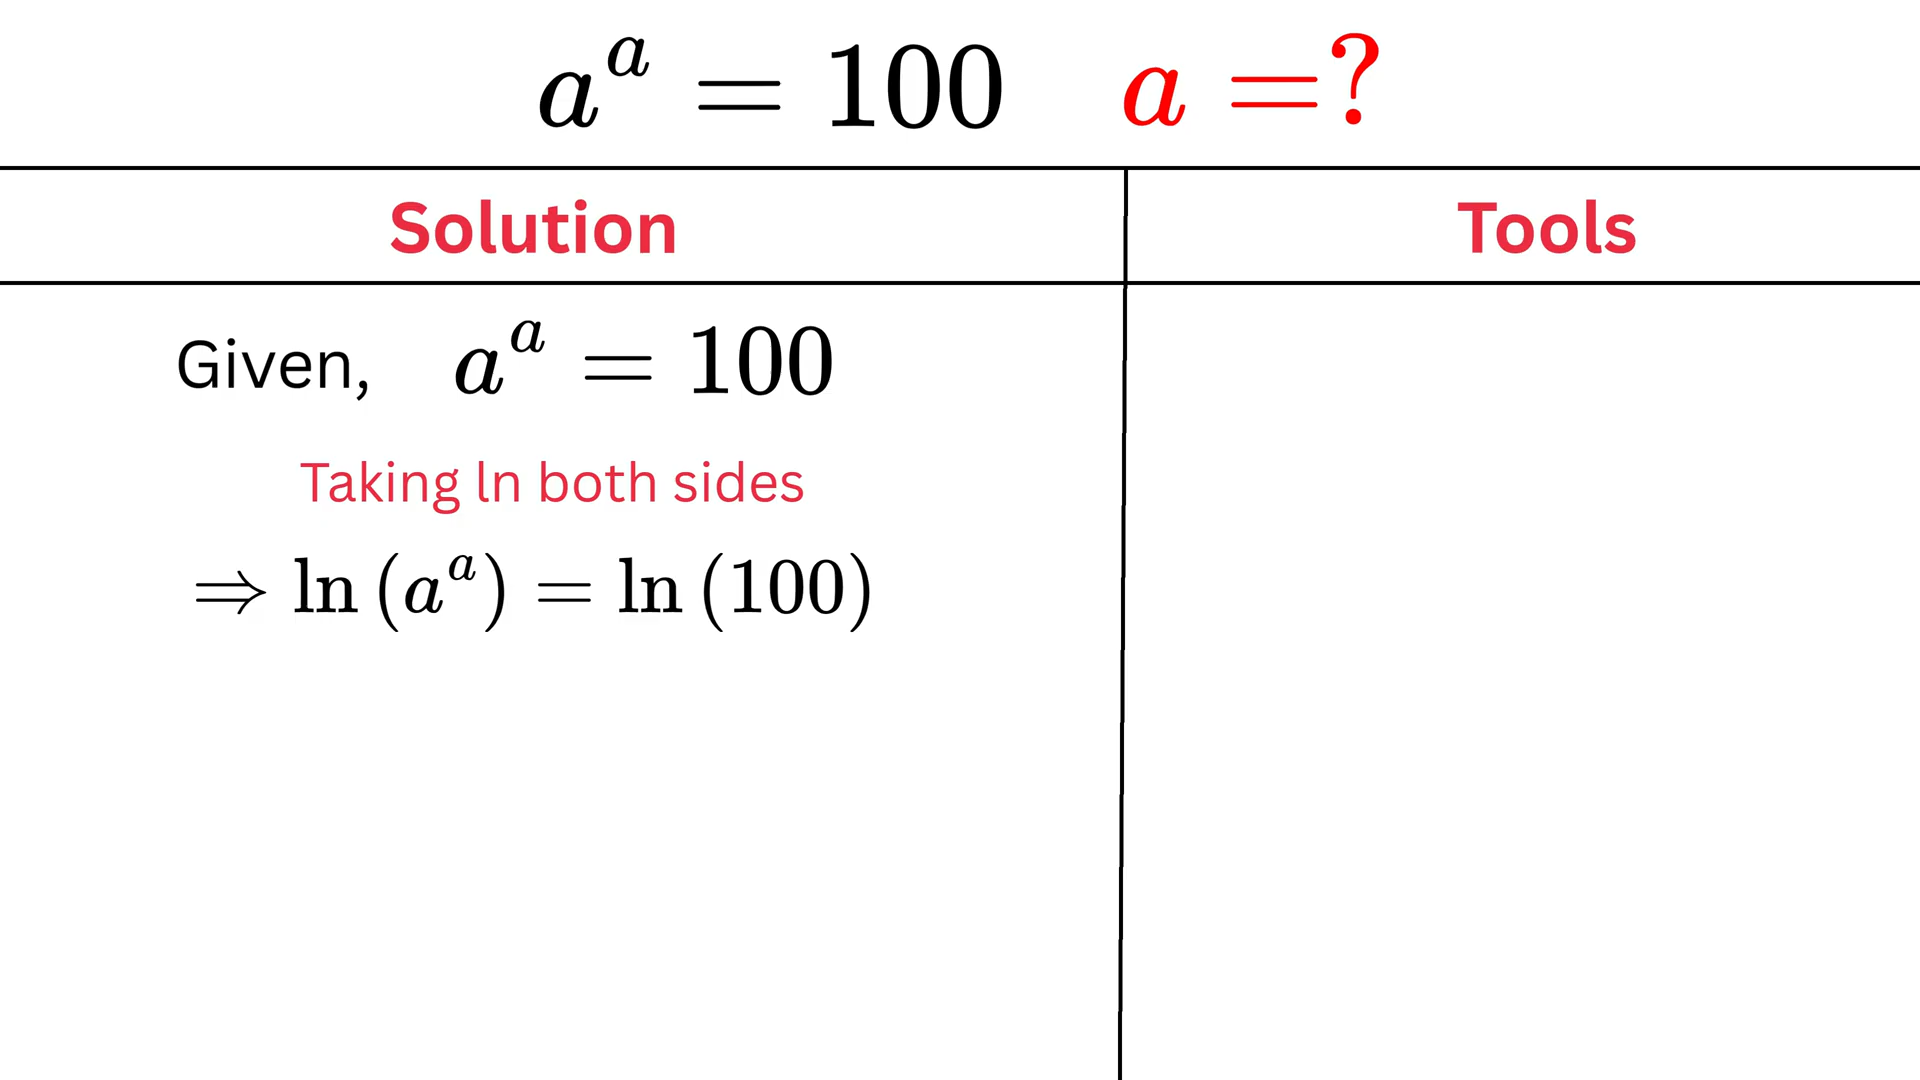 a^a = 100 a =?
Solution
Tools
Given, a^a = 100
Taking ln both sides
⇒ ln (a^a) = ln (100)